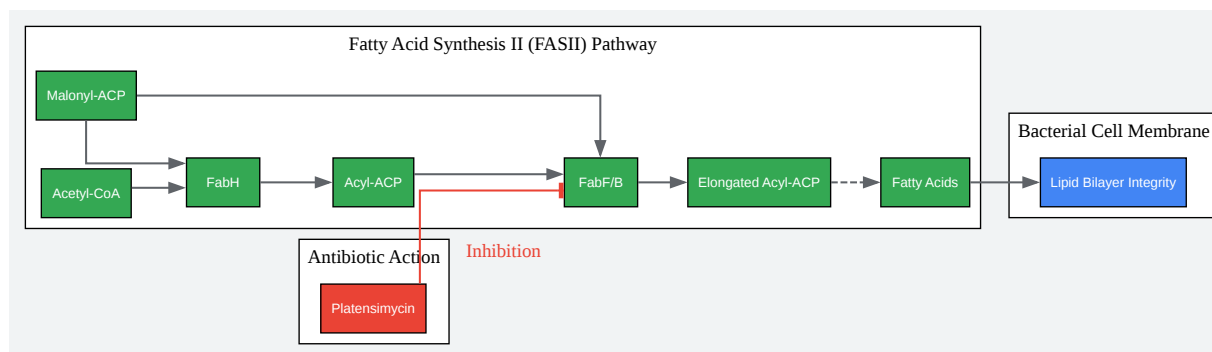 Fatty Acid Synthesis II (FASII) Pathway
Malonyl-ACP
Acetyl-CoA
FabH
Acyl-ACP
FabF/B
Elongated Acyl-ACP
Fatty Acids
Bacterial Cell Membrane
Lipid Bilayer Integrity
Inhibition
Antibiotic Action
Platensimycin